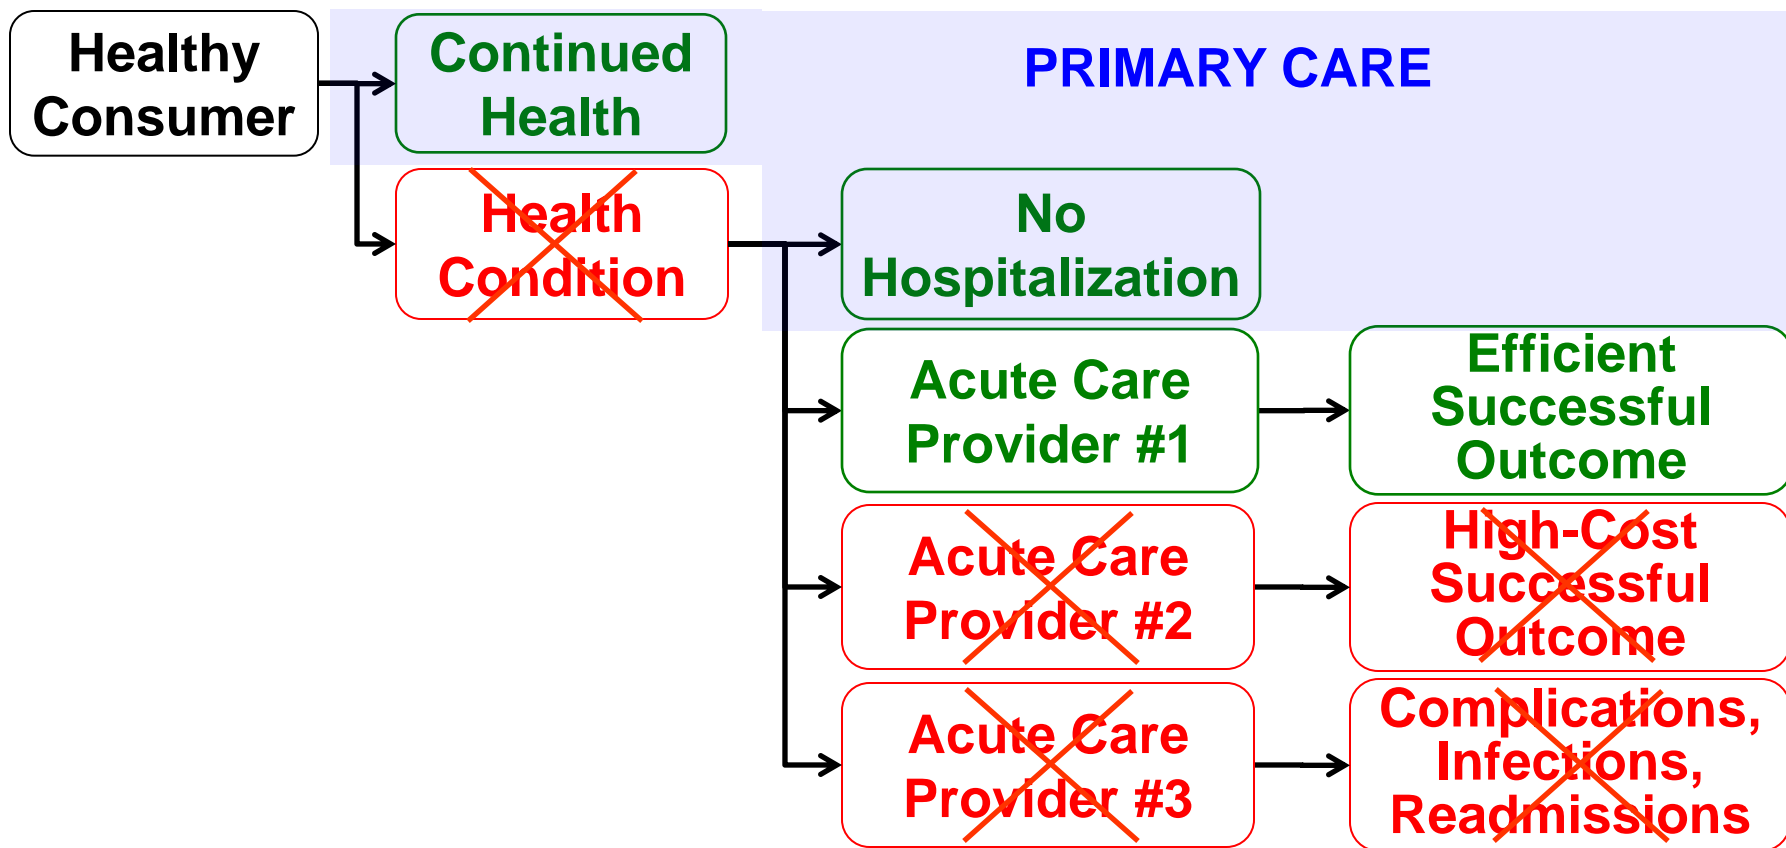 Healthy
Consumer
Continued
Health
PRIMARY CARE
Health
Condition
No
Hospitalization
Acute Care
Provider #1
Efficient
Successful
Outcome
Acute Care
Provider #2
High-Cost
Successful
Outcome
Acute Care
Provider #3
Complications,
Infections,
Readmissions